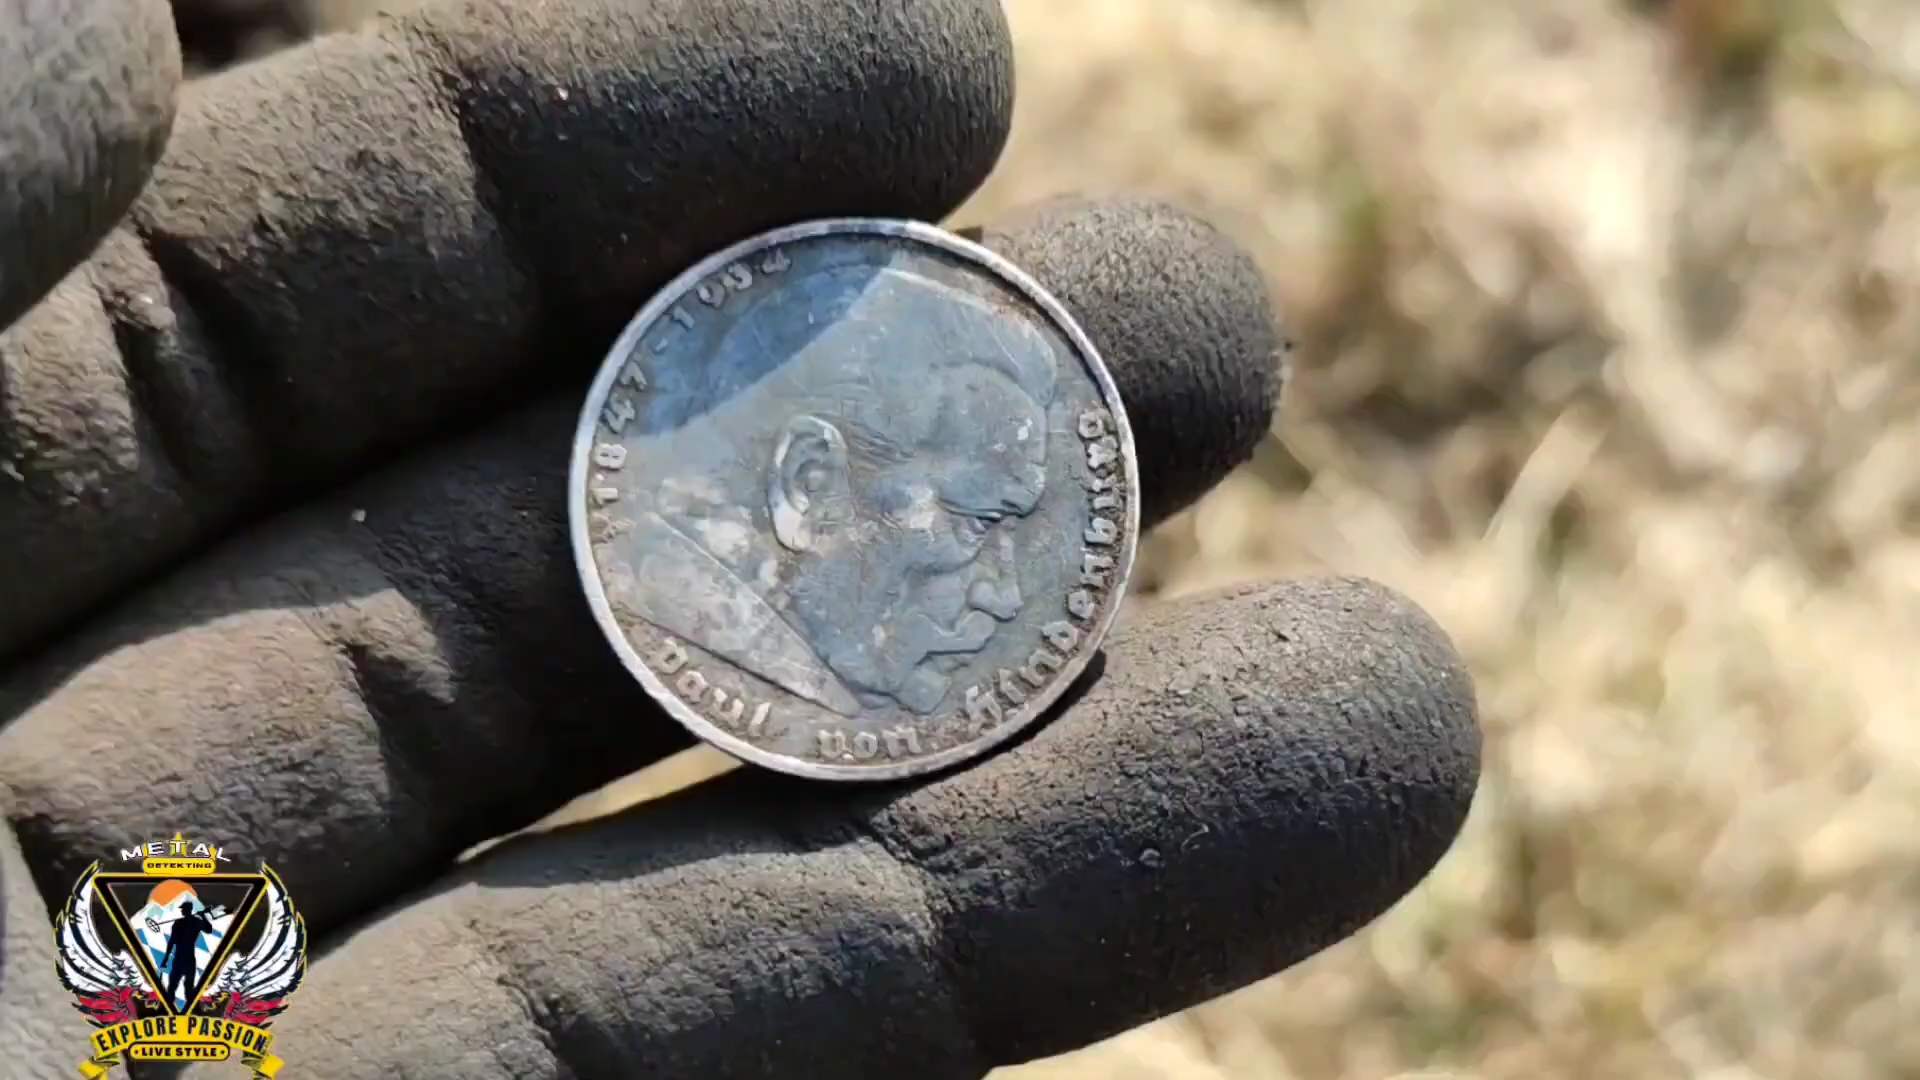 1847-1934
Paul von Hindenburg
METAL
DETEKTING
EXPLORE PASSION
LIVE STYLE